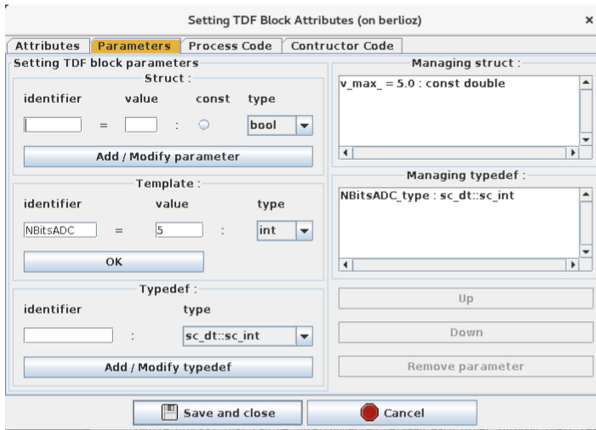 Setting TDF Block Attributes (on berlioz) ×
Attributes Parameters Process Code Contructor Code
Setting TDF block parameters
Struct :
identifier value const type
= : bool
Add / Modify parameter
Template :
identifier value type
NBitsADC = 5 : int
OK
Typedef :
identifier type
: sc_dt::sc_int
Add / Modify typedef
Managing struct :
v_max_ = 5.0 : const double
Managing typedef :
NBitsADC_type : sc_dt::sc_int
Up
Down
Remove parameter
Save and close Cancel